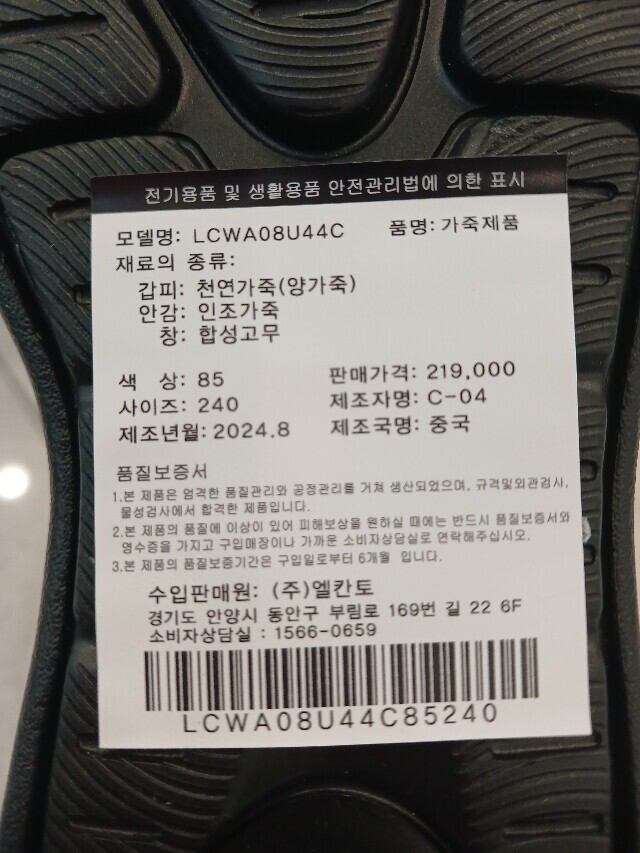 전기용품 및 생활용품 안전관리법에 의한 표시
모델명: LCWA08U44C 품명: 가죽제품
재료의 종류:
갑피: 천연가죽(양가죽)
안감: 인조가죽
창: 합성고무
색 상: 85 판매가격: 219,000
사이즈: 240 제조자명: C-04
제조년월: 2024.8 제조국명: 중국
품질보증서
1.본 제품은 엄격한 품질관리와 공정관리를 거쳐 생산되었으며, 규격및외관검사,
물성검사에서 합격한 제품입니다.
2.본 제품의 품질에 이상이 있어 피해보상을 원하실 때에는 반드시 품질보증서와
영수증을 가지고 구입매장이나 가까운 소비자상담실로 연락해주십시오.
3.본 제품의 품질보증기간은 구입일로부터 6개월 입니다.
수입판매원: (주)엘칸토
경기도 안양시 동안구 부림로 169번 길 22 6F
소비자상담실 : 1566-0659
LCWA08U44C85240